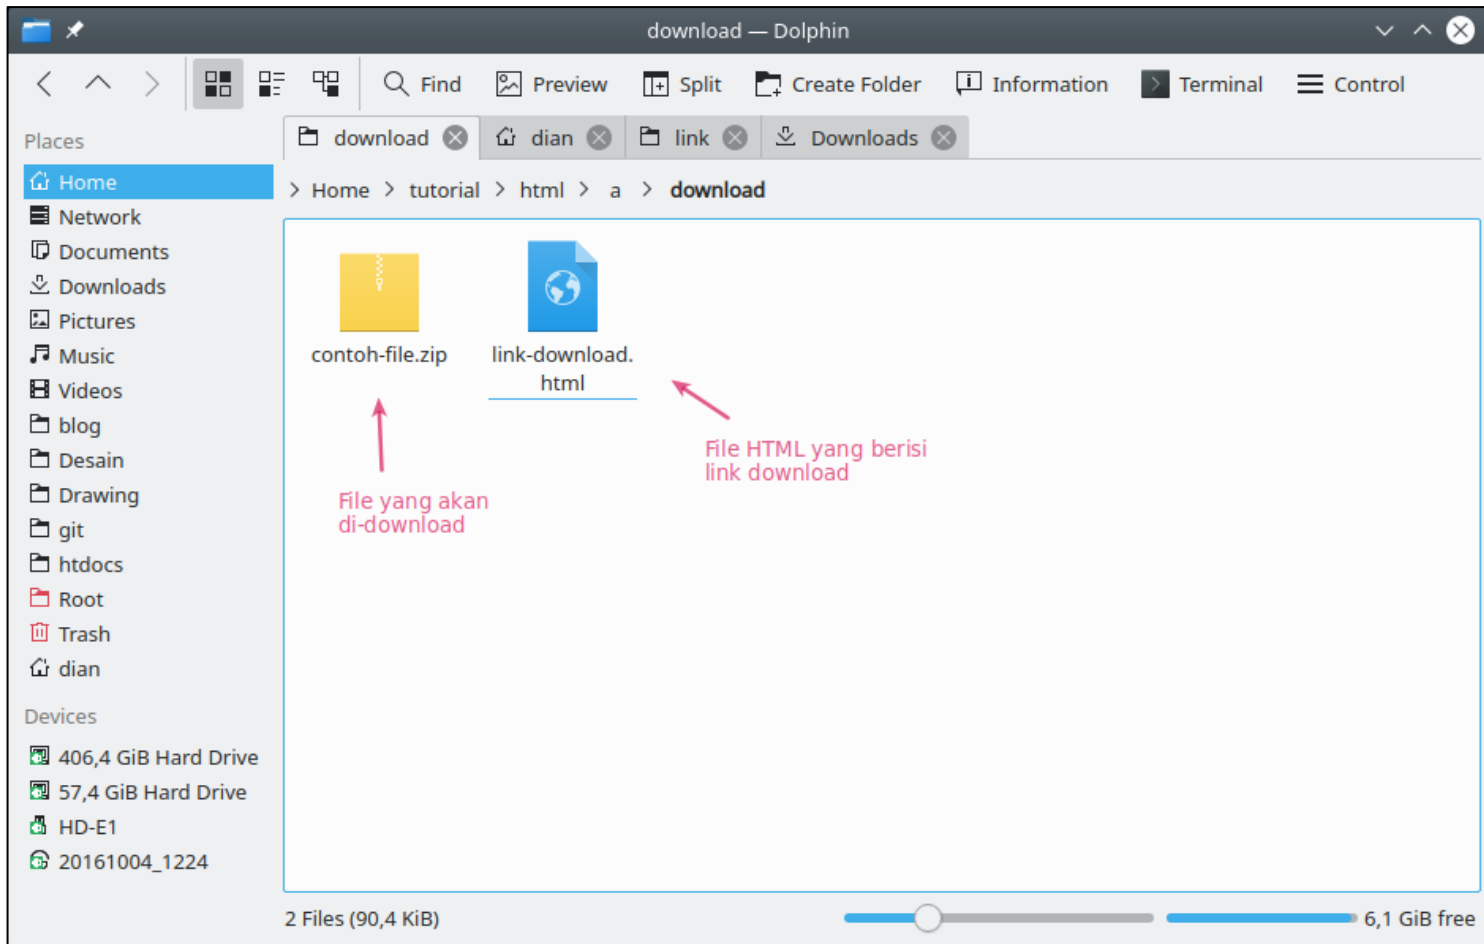 download — Dolphin
Find Preview Split Create Folder Information Terminal Control
Places
Home
Network
Documents
Downloads
Pictures
Music
Videos
blog
Desain
Drawing
git
htdocs
Root
Trash
dian
Devices
406,4 GiB Hard Drive
57,4 GiB Hard Drive
HD-E1
20161004_1224
download dian link Downloads
> Home > tutorial > html > a > download
contoh-file.zip
link-download.
html
File yang akan
di-download
File HTML yang berisi
link download
2 Files (90,4 KiB)
6,1 GiB free